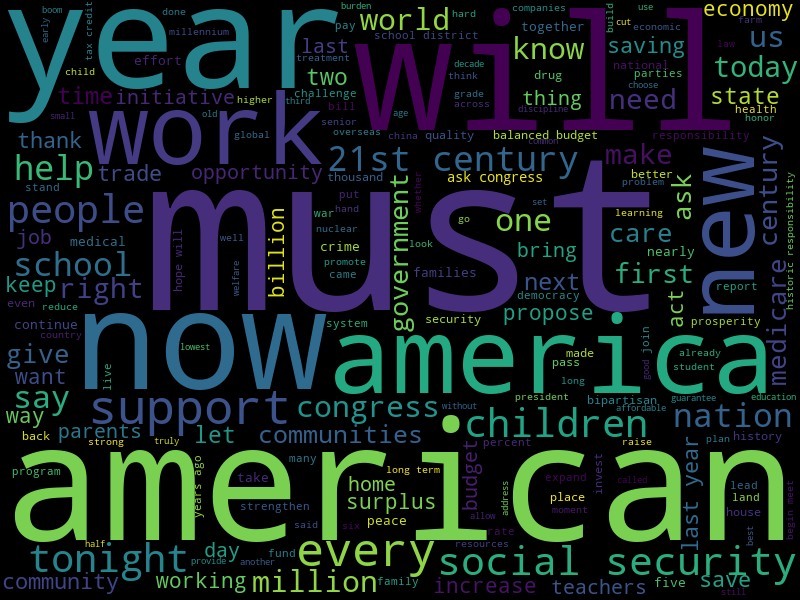 year
will
early
boom
tax credit
done
millennium
effort
burden
pay
world
last
two
hard
companies
together
school district
treatment
economic
use
build
cut
farm
law
economy
know
saving
us
today
drug
decade
think
national
parties
choose
child
time
initiative
higher
third
challenge
grade
across
thing
need
state
health
honor
small
work
old
bill
age
discipline
responsibility
thank
global
senior
overseas
china
quality
balanced budget
common
help
trade
opportunity
21st century
make
better
stand
thousand
ask congress
problem
people
must
new
century
ask
put
whether
war
hand
government
go
set
one
learning
care
job
medical
hope will
well
billion
nuclear
crime
look
bring
nearly
school
welfare
promote
came
families
democracy
next
first
report
medicare
historic responsibility
keep
right
even
reduce
act
propose
prosperity
continue
country
now
system
security
america
join
good
give
lowest
made
pass
already
student
want
live
long
say
support
congress
president
bipartisan
guarantee
education
way
without
children
affordable
nation
parents
let
communities
back
strong
truly
many
percent
raise
plan
history
american
program
years ago
take
long term
budget
expand
invest
last year
lead
land
home
surplus
address
place
strengthen
moment
called
house
begin meet
said
six
peace
allow
rate
best
half
tonight
day
fund
every
resources
social security
still
provide
another
community
working
million
family
increase
teachers
five
save